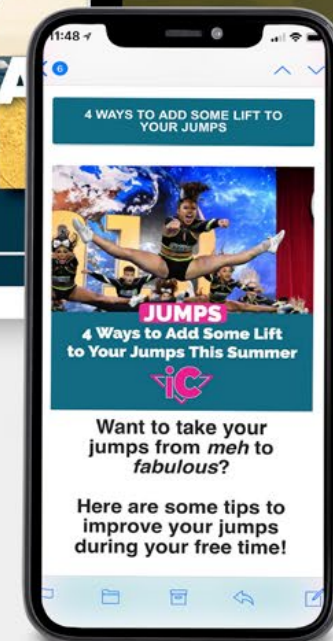 11:48
6
4 WAYS TO ADD SOME LIFT TO
YOUR JUMPS
JUMPS
4 Ways to Add Some Lift
to Your Jumps This Summer
iC
Want to take your
jumps from meh to
fabulous?
Here are some tips to
improve your jumps
during your free time!